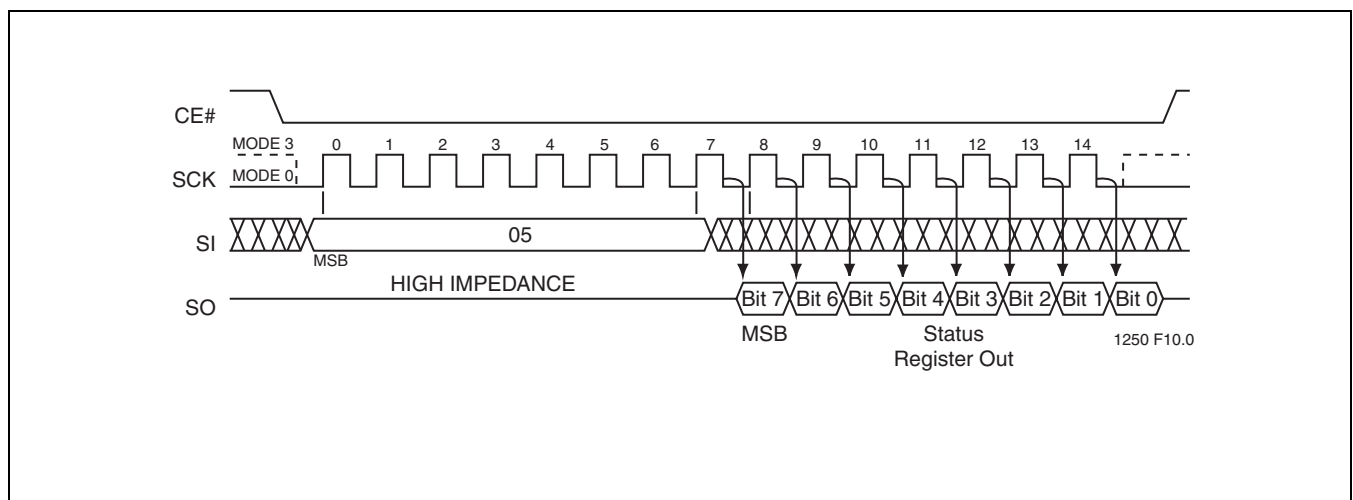 CE#
MODE 3
0 1 2 3 4 5 6 7 8 9 10 11 12 13 14
SCK
MODE 0
SI
05
MSB
HIGH IMPEDANCE
SO
Bit 7 Bit 6 Bit 5 Bit 4 Bit 3 Bit 2 Bit 1 Bit 0
MSB
Status
Register Out
1250 F10.0